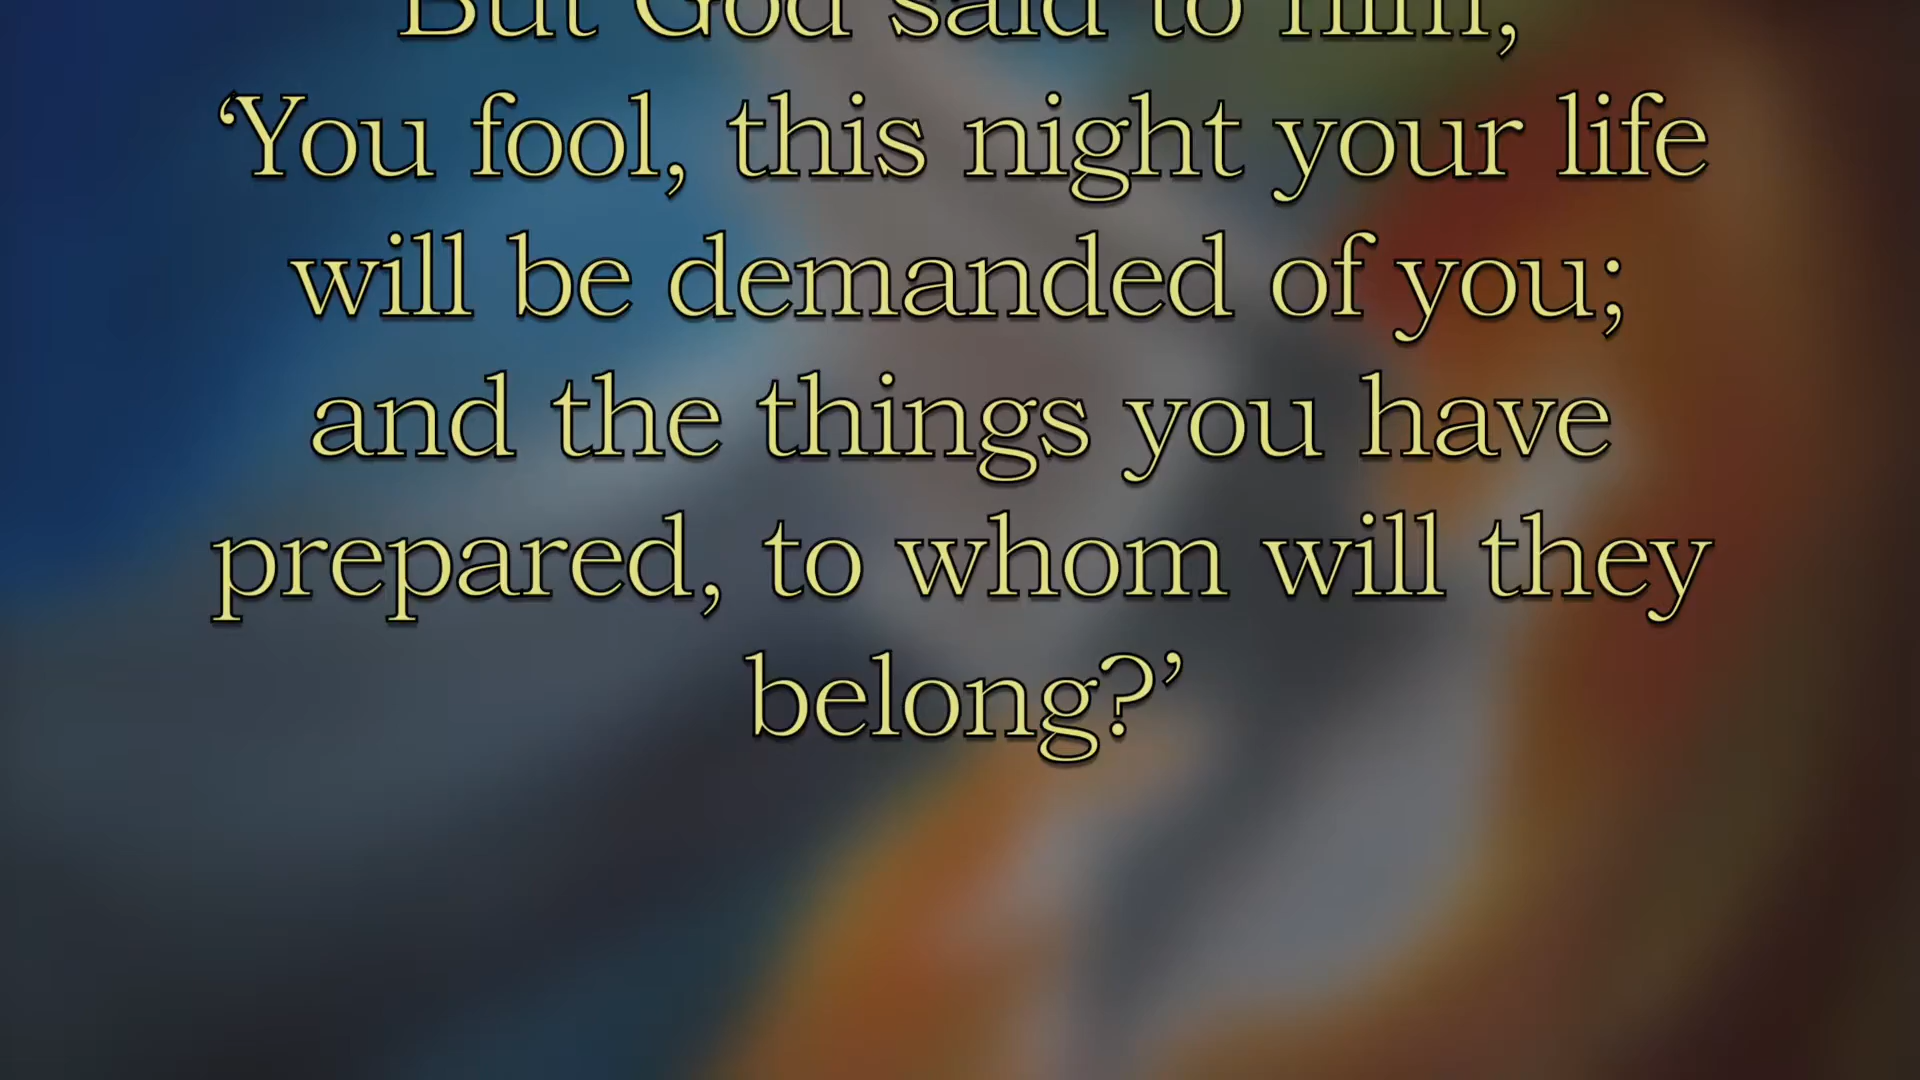 But God said to him,
‘You fool, this night your life
will be demanded of you;
and the things you have
prepared, to whom will they
belong?’